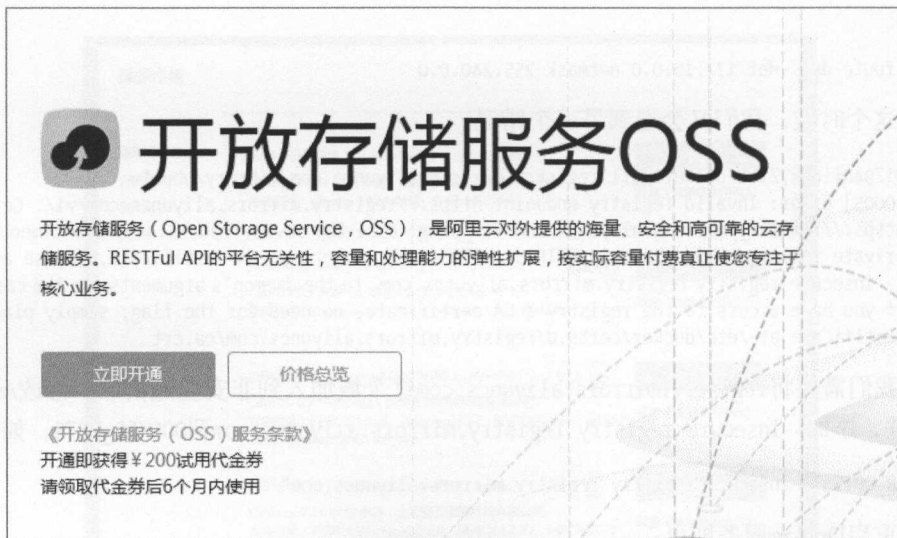 开放存储服务OSS
开放存储服务（Open Storage Service，OSS），是阿里云对外提供的海量、安全和高可靠的云存
储服务。RESTFul API的平台无关性，容量和处理能力的弹性扩展，按实际容量付费真正使您专注于
核心业务。
立即开通 价格总览
《开放存储服务（OSS）服务条款》
开通即获得￥200试用代金券
请领取代金券后6个月内使用